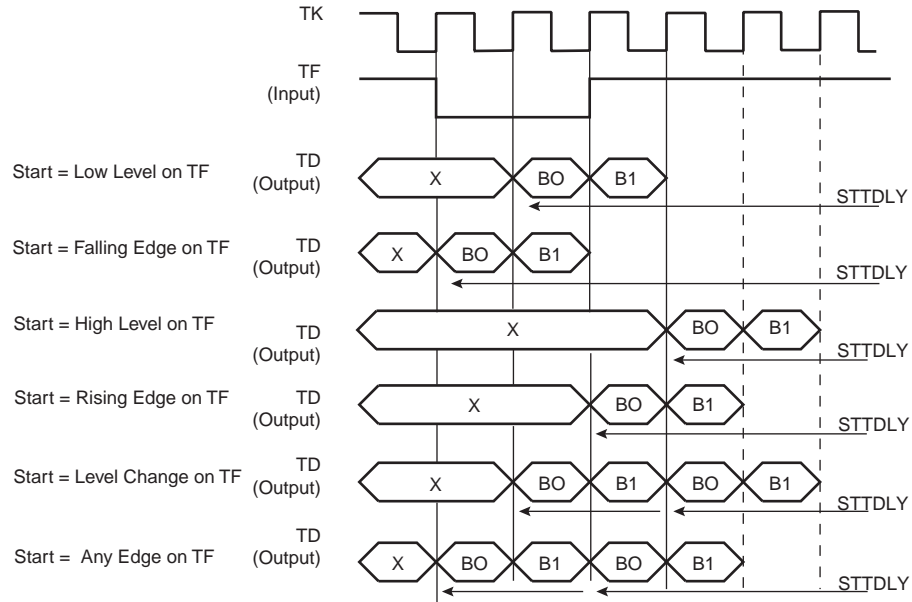 TK
TF
(Input)
Start = Low Level on TF
TD
(Output)
X
BO
B1
STTDLY
Start = Falling Edge on TF
TD
(Output)
X
BO
B1
STTDLY
Start = High Level on TF
TD
(Output)
X
BO
B1
STTDLY
Start = Rising Edge on TF
TD
(Output)
X
BO
B1
STTDLY
Start = Level Change on TF
TD
(Output)
X
BO
B1
BO
B1
STTDLY
Start = Any Edge on TF
TD
(Output)
X
BO
B1
BO
B1
STTDLY